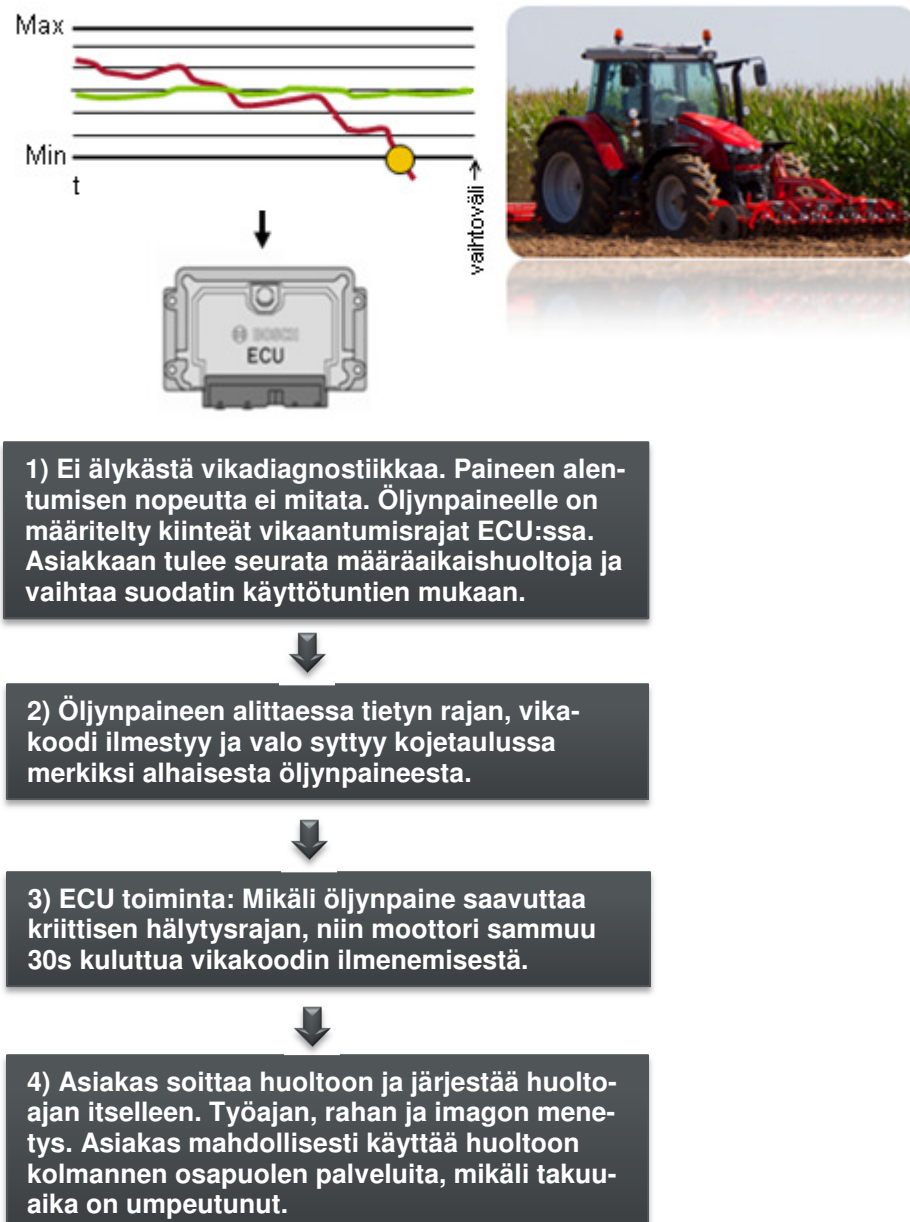 Max
Min
t
vaihtoväli
BOSCH
ECU
1) Ei älykästä vikadiagnostiikkaa. Paineen alen-
tumisen nopeutta ei mitata. Öljynpaineelle on
määritelty kiinteät vikaantumisrajat ECU:ssa.
Asiakkaan tulee seurata määräaikaishuoltoja ja
vaihtaa suodatin käyttötuntien mukaan.
2) Öljynpaineen alittaessa tietyn rajan, vika-
koodi ilmestyy ja valo syttyy kojetaulussa
merkiksi alhaisesta öljynpaineesta.
3) ECU toiminta: Mikäli öljynpaine saavuttaa
kriittisen hälytysrajan, niin moottori sammuu
30s kuluttua vikakoodin ilmenemisestä.
4) Asiakas soittaa huoltoon ja järjestää huolto-
ajan itselleen. Työajan, rahan ja imagon mene-
tys. Asiakas mahdollisesti käyttää huoltoon
kolmannen osapuolen palveluita, mikäli takuu-
aika on umpeutunut.